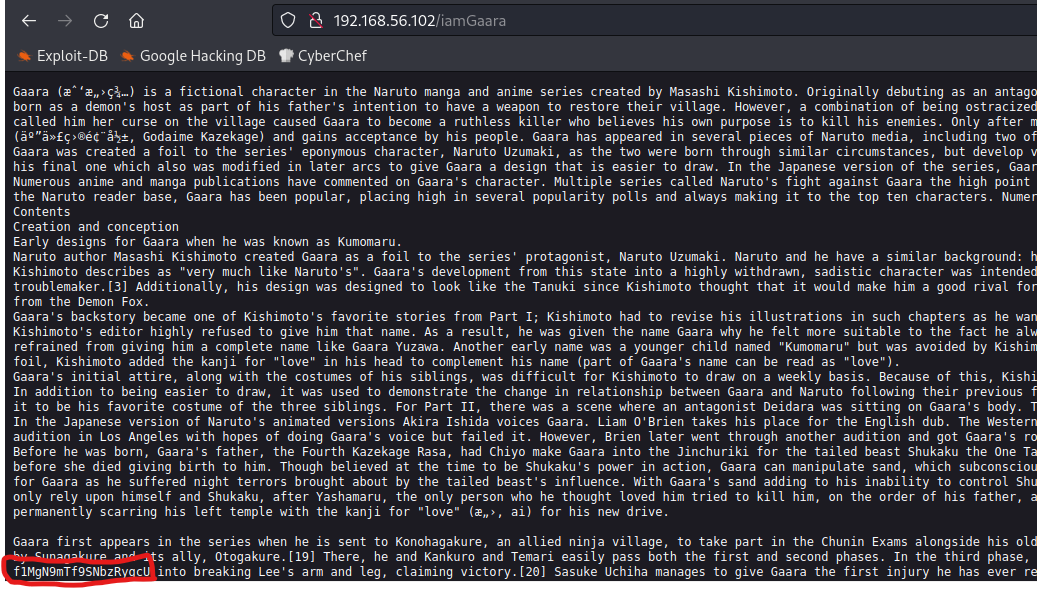 192.168.56.102/iamGaara
Exploit-DB Google Hacking DB CyberChef
Gaara (æˆ‘æ„›ç¾…) is a fictional character in the Naruto manga and anime series created by Masashi Kishimoto. Originally debuting as an antago
born as a demon's host as part of his father's intention to have a weapon to restore their village. However, a combination of being ostracized
called him her curse on the village caused Gaara to become a ruthless killer who believes his own purpose is to kill his enemies. Only after m
(äº”ä»£ç›®é¢¨å½±, Godaime Kazekage) and gains acceptance by his people. Gaara has appeared in several pieces of Naruto media, including two of
Gaara was created a foil to the series' eponymous character, Naruto Uzumaki, as the two were born through similar circumstances, but develop v
his final one which also was modified in later arcs to give Gaara a design that is easier to draw. In the Japanese version of the series, Gaar
Numerous anime and manga publications have commented on Gaara's character. Multiple series called Naruto's fight against Gaara the high point
the Naruto reader base, Gaara has been popular, placing high in several popularity polls and always making it to the top ten characters. Numer
Contents
Creation and conception
Early designs for Gaara when he was known as Kumomaru.
Naruto author Masashi Kishimoto created Gaara as a foil to the series' protagonist, Naruto Uzumaki. Naruto and he have a similar background: h
Kishimoto describes as "very much like Naruto's". Gaara's development from this state into a highly withdrawn, sadistic character was intended
troublemaker.[3] Additionally, his design was designed to look like the Tanuki since Kishimoto thought that it would make him a good rival for
from the Demon Fox.
Gaara's backstory became one of Kishimoto's favorite stories from Part I; Kishimoto had to revise his illustrations in such chapters as he wan
Kishimoto's editor highly refused to give him that name. As a result, he was given the name Gaara why he felt more suitable to the fact he alw
refrained from giving him a complete name like Gaara Yuzawa. Another early name was a younger child named "Kumomaru" but was avoided by Kishim
foil, Kishimoto added the kanji for "love" in his head to complement his name (part of Gaara's name can be read as "love").
Gaara's initial attire, along with the costumes of his siblings, was difficult for Kishimoto to draw on a weekly basis. Because of this, Kishi
In addition to being easier to draw, it was used to demonstrate the change in relationship between Gaara and Naruto following their previous f
it to be his favorite costume of the three siblings. For Part II, there was a scene where an antagonist Deidara was sitting on Gaara's body. T
In the Japanese version of Naruto's animated versions Akira Ishida voices Gaara. Liam O'Brien takes his place for the English dub. The Western
audition in Los Angeles with hopes of doing Gaara's voice but failed it. However, Brien later went through another audition and got Gaara's ro
Before he was born, Gaara's father, the Fourth Kazekage Rasa, had Chiyo make Gaara into the Jinchuriki for the tailed beast Shukaku the One Ta
before she died giving birth to him. Though believed at the time to be Shukaku's power in action, Gaara can manipulate sand, which subconsciou
for Gaara as he suffered night terrors brought about by the tailed beast's influence. With Gaara's sand adding to his inability to control Shu
only rely upon himself and Shukaku, after Yashamaru, the only person who he thought loved him tried to kill him, on the order of his father, a
permanently scarring his left temple with the kanji for "love" (æ„›, ai) for his new drive.
Gaara first appears in the series when he is sent to Konohagakure, an allied ninja village, to take part in the Chunin Exams alongside his old
by Sunagakure and its ally, Otogakure.[19] There, he and Kankuro and Temari easily pass both the first and second phases. In the third phase,
f1MgN9mTf9SNbzRygcU into breaking Lee's arm and leg, claiming victory.[20] Sasuke Uchiha manages to give Gaara the first injury he has ever re